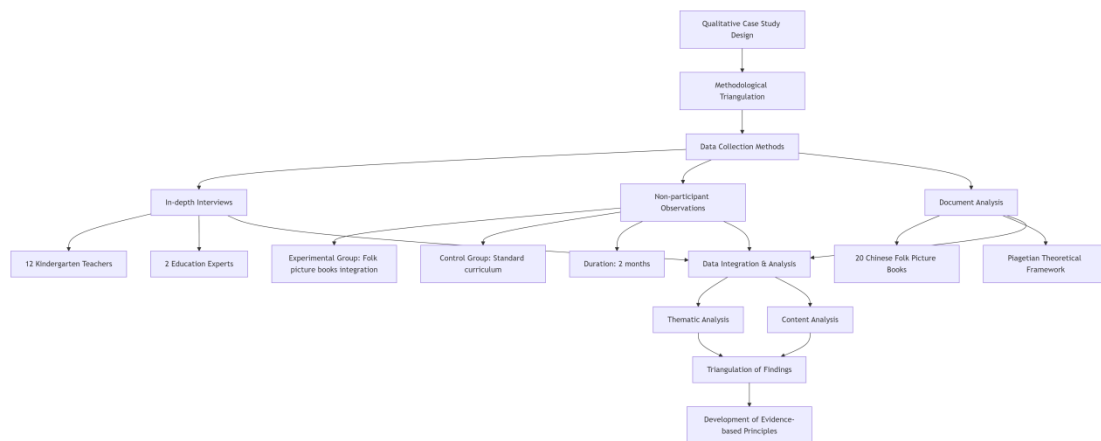 Qualitative Case Study
Design
Methodological
Triangulation
Data Collection Methods
In-depth Interviews
Non-participant
Observations
Document Analysis
12 Kindergarten Teachers
2 Education Experts
Experimental Group: Folk
picture books integration
Control Group: Standard
curriculum
Duration: 2 months
Data Integration & Analysis
20 Chinese Folk Picture
Books
Piagetian Theoretical
Framework
Thematic Analysis
Content Analysis
Triangulation of Findings
Development of Evidence-
based Principles